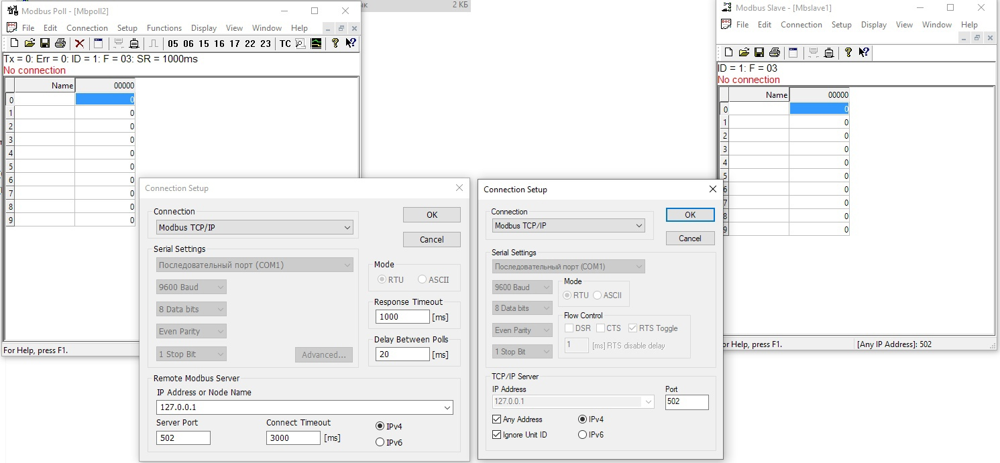 ык 2 КБ
Modbus Poll - [Mbpoll2]
File Edit Connection Setup Functions Display View Window Help
05 06 15 16 17 22 23 TC
Tx = 0: Err = 0: ID = 1: F = 03: SR = 1000ms
No connection
Name 00000
0 0
1 0
2 0
3 0
4 0
5 0
6 0
7 0
8 0
9 0
For Help, press F1.
Connection Setup
Connection
Modbus TCP/IP
OK
Cancel
Serial Settings
Последовательный порт (COM1)
9600 Baud
8 Data bits
Even Parity
1 Stop Bit
Advanced...
Mode
RTU ASCII
Response Timeout
1000 [ms]
Delay Between Polls
20 [ms]
Remote Modbus Server
IP Address or Node Name
127.0.0.1
Server Port Connect Timeout
502 3000 [ms]
IPv4
IPv6
Connection Setup
Connection
Modbus TCP/IP
OK
Cancel
Serial Settings
Последовательный порт (COM1)
9600 Baud
8 Data bits
Even Parity
1 Stop Bit
Mode
RTU ASCII
Flow Control
DSR CTS RTS Toggle
1 [ms] RTS disable delay
TCP/IP Server
IP Address Port
127.0.0.1 502
Any Address IPv4
Ignore Unit ID IPv6
Modbus Slave - [Mbslave1]
File Edit Connection Setup Display View Window Help
ID = 1: F = 03
No connection
Name 00000
0 0
1 0
2 0
3 0
4 0
5 0
6 0
7 0
8 0
9 0
or Help, press F1. [Any IP Address]: 502